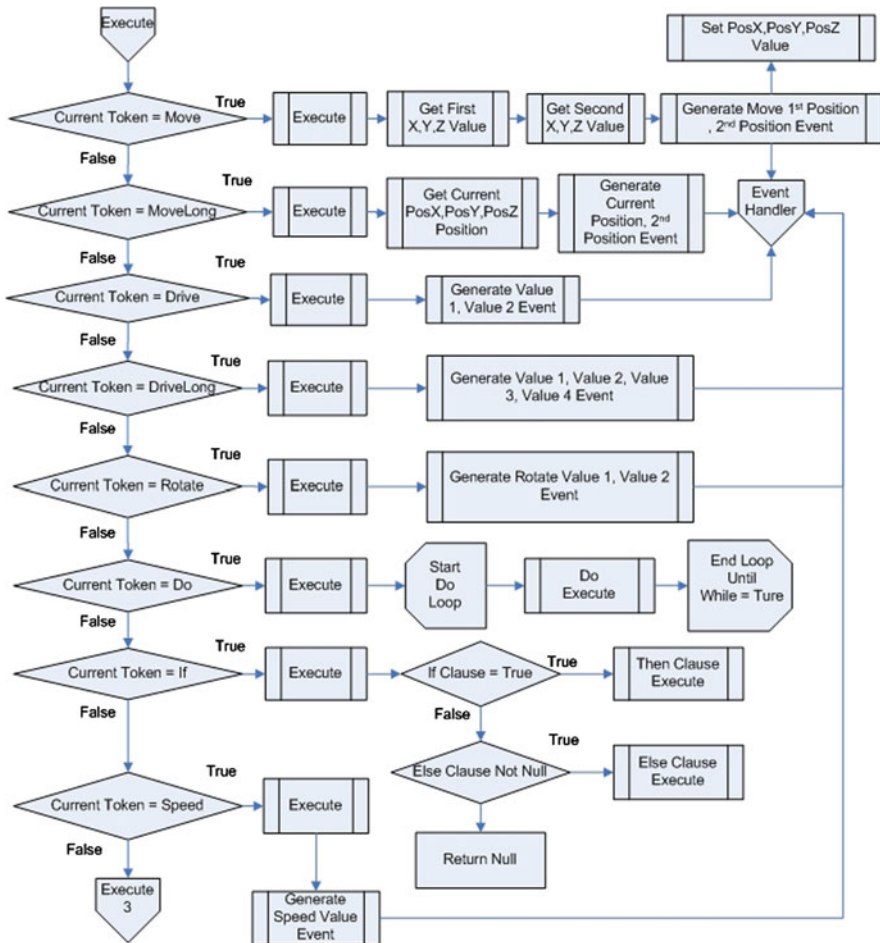 Execute
Set PosX,PosY,PosZ
Value
Current Token = Move
True
Execute
Get First
X,Y,Z Value
Get Second
X,Y,Z Value
Generate Move 1st Position
, 2nd Position Event
False
Current Token = MoveLong
True
Execute
Get Current
PosX,PosY,PosZ
Position
Generate
Current
Position, 2nd
Position Event
Event
Handler
False
Current Token = Drive
True
Execute
Generate Value
1, Value 2 Event
False
Current Token = DriveLong
True
Execute
Generate Value 1, Value 2, Value
3, Value 4 Event
False
Current Token = Rotate
True
Execute
Generate Rotate Value 1, Value 2
Event
False
Current Token = Do
True
Execute
Start
Do
Loop
Do
Execute
End Loop
Until
While = Ture
False
Current Token = If
True
Execute
If Clause = True
True
Then Clause
Execute
False
False
Else Clause Not Null
True
Else Clause
Execute
Return Null
Current Token = Speed
True
Execute
False
Execute
3
Generate
Speed Value
Event